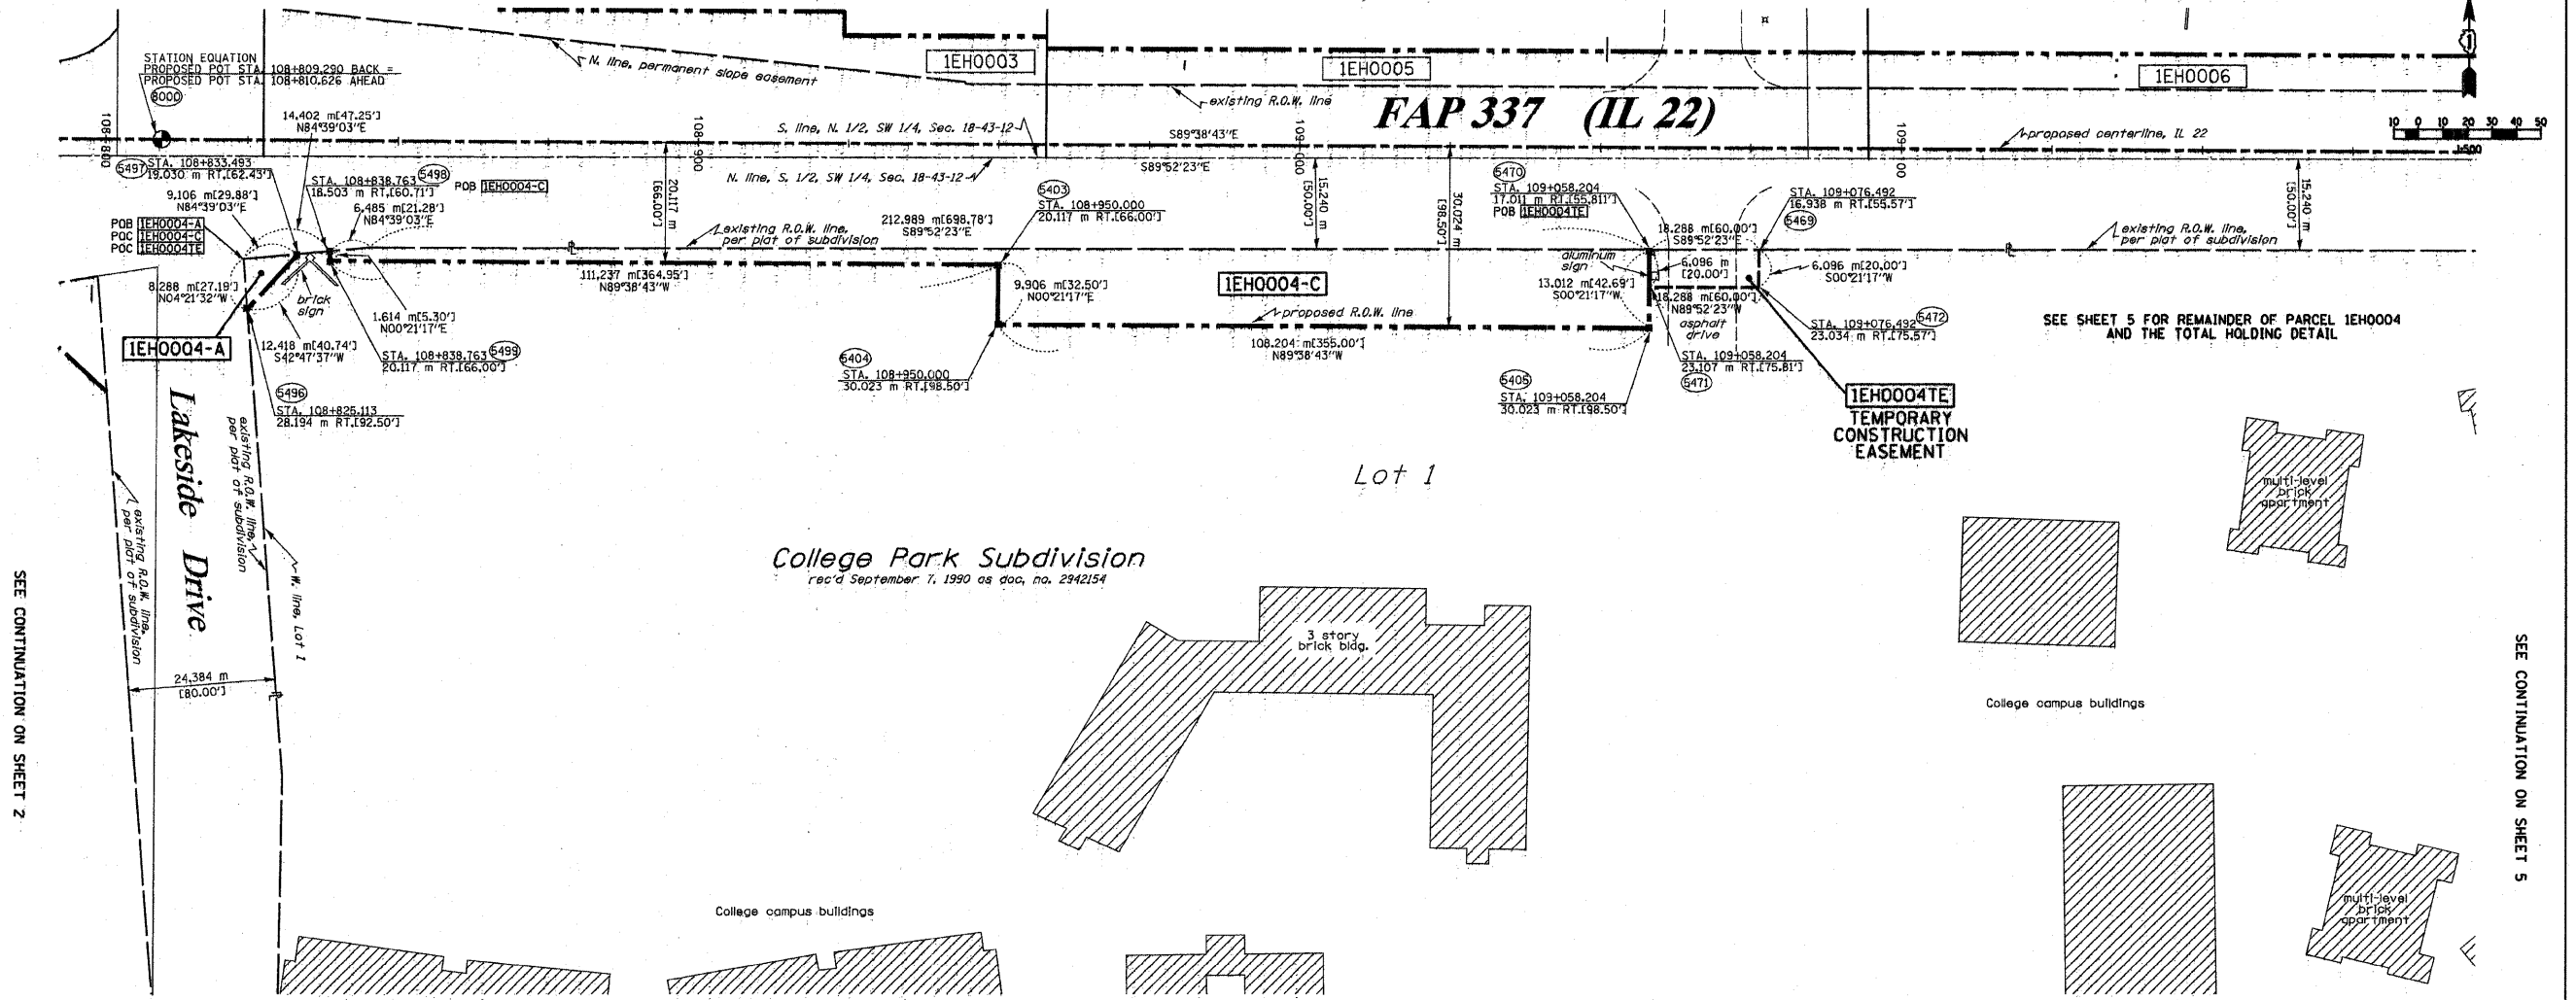 STATION EQUATION
PROPOSED POT STA. 108+809.290 BACK =
PROPOSED POT STA. 108+810.626 AHEAD
8000
N. line, permanent slope easement
1EH0003
1EH0005
1EH0006
existing R.O.W. line
FAP 337 (IL 22)
10 0 10 20 30 40 50
1:500
108+800
108+900
109+000
109+100
14.402 m[47.25']
N84°39'03"E
S. line, N. 1/2, SW 1/4, Sec. 18-43-12
S89°38'43"E
proposed centerline, IL 22
S89°52'23"E
N. line, S. 1/2, SW 1/4, Sec. 18-43-12
5497
STA. 108+833.493
19.030 m RT.[62.43']
5498
STA. 108+838.763
18.503 m RT.[60.71']
POB 1EH0004-C
9.106 m[29.88']
N84°39'03"E
6.485 m[21.28']
N84°39'03"E
POB 1EH0004-A
POC 1EH0004-C
POC 1EH0004TE
20.117 m
[66.00']
existing R.O.W. line,
per plat of subdivision
212.989 m[698.78']
S89°52'23"E
5403
STA. 108+950.000
20.117 m RT.[66.00']
15.240 m
[50.00']
30.024 m
[98.50']
5470
STA. 109+058.204
17.011 m RT.[55.811']
POB 1EH0004TE
18.288 m[60.00']
S89°52'23"E
STA. 109+076.492
16.938 m RT.[55.57']
5469
15.240 m
[50.00']
existing R.O.W. line,
per plat of subdivision
8.288 m[27.19']
N04°21'32"W
brick
sign
111.237 m[364.95']
N89°38'43"W
9.906 m[32.50']
N00°21'17"E
1EH0004-C
aluminum
sign
6.096 m
[20.00']
13.012 m[42.69']
S00°21'17"W
6.096 m[20.00']
S00°21'17"W
18.288 m[60.00']
N89°52'23"W
asphalt
drive
1.614 m[5.30']
N00°21'17"E
proposed R.O.W. line
108.204 m[355.00']
N89°38'43"W
1EH0004-A
12.418 m[40.74']
S42°47'37"W
STA. 108+838.763
5499
20.117 m RT.[66.00']
5404
STA. 108+950.000
30.023 m RT.[98.50']
STA. 109+076.492
5472
23.034 m RT.[75.57']
SEE SHEET 5 FOR REMAINDER OF PARCEL 1EH0004
AND THE TOTAL HOLDING DETAIL
STA. 109+058.204
23.107 m RT.[75.81']
5471
5405
STA. 109+058.204
30.023 m RT.[98.50']
5496
STA. 108+825.113
28.194 m RT.[92.50']
1EH0004TE
TEMPORARY
CONSTRUCTION
EASEMENT
Lakeside Drive
existing R.O.W. line,
per plat of subdivision
existing R.O.W. line,
per plat of subdivision
W. line, Lot 1
24.384 m
[80.00']
Lot 1
College Park Subdivision
rec'd September 7, 1990 as doc. no. 2942154
multi-level
brick
apartment
3 story
brick bldg.
College campus buildings
College campus buildings
multi-level
brick
apartment
SEE CONTINUATION ON SHEET 2
SEE CONTINUATION ON SHEET 5